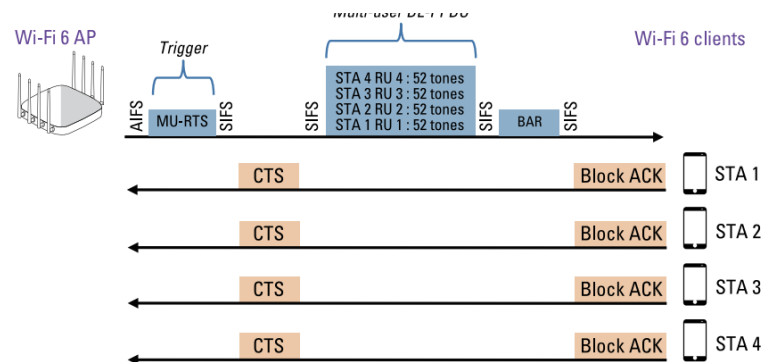 Wi-Fi 6 AP
Trigger
Wi-Fi 6 clients
AIFS
MU-RTS
SIFS
SIFS
STA 4 RU 4 : 52 tones
STA 3 RU 3 : 52 tones
STA 2 RU 2 : 52 tones
STA 1 RU 1 : 52 tones
SIFS
BAR
SIFS
CTS
Block ACK
STA 1
CTS
Block ACK
STA 2
CTS
Block ACK
STA 3
CTS
Block ACK
STA 4